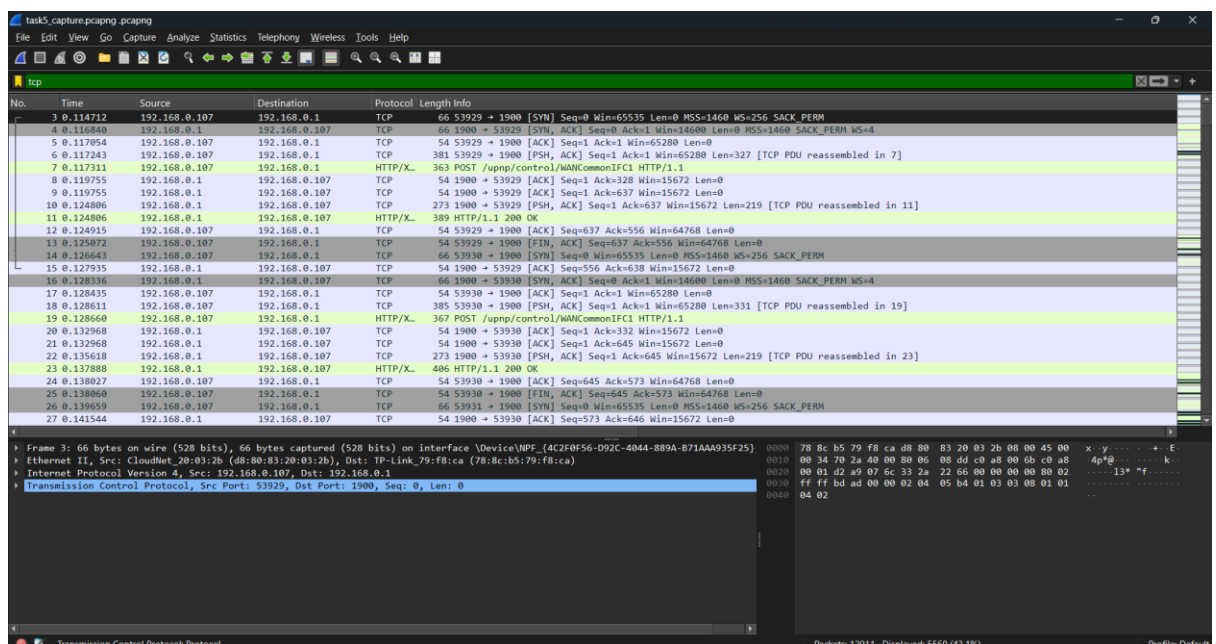 task5_capture.pcapng .pcapng
File Edit View Go Capture Analyze Statistics Telephony Wireless Tools Help
tcp
No. Time Source Destination Protocol Length Info
3 0.114712 192.168.0.107 192.168.0.1 TCP 66 53929 → 1900 [SYN] Seq=0 Win=65535 Len=0 MSS=1460 WS=256 SACK_PERM
4 0.116840 192.168.0.1 192.168.0.107 TCP 66 1900 → 53929 [SYN, ACK] Seq=0 Ack=1 Win=14600 Len=0 MSS=1460 SACK_PERM WS=4
5 0.117054 192.168.0.107 192.168.0.1 TCP 54 53929 → 1900 [ACK] Seq=1 Ack=1 Win=65280 Len=0
6 0.117243 192.168.0.107 192.168.0.1 TCP 381 53929 → 1900 [PSH, ACK] Seq=1 Ack=1 Win=65280 Len=327 [TCP PDU reassembled in 7]
7 0.117311 192.168.0.107 192.168.0.1 HTTP/X… 363 POST /upnp/control/WANCommonIFC1 HTTP/1.1
8 0.119755 192.168.0.1 192.168.0.107 TCP 54 1900 → 53929 [ACK] Seq=1 Ack=328 Win=15672 Len=0
9 0.119755 192.168.0.1 192.168.0.107 TCP 54 1900 → 53929 [ACK] Seq=1 Ack=637 Win=15672 Len=0
10 0.124806 192.168.0.1 192.168.0.107 TCP 273 1900 → 53929 [PSH, ACK] Seq=1 Ack=637 Win=15672 Len=219 [TCP PDU reassembled in 11]
11 0.124806 192.168.0.1 192.168.0.107 HTTP/X… 389 HTTP/1.1 200 OK
12 0.124915 192.168.0.107 192.168.0.1 TCP 54 53929 → 1900 [ACK] Seq=637 Ack=556 Win=64768 Len=0
13 0.125072 192.168.0.107 192.168.0.1 TCP 54 53929 → 1900 [FIN, ACK] Seq=637 Ack=556 Win=64768 Len=0
14 0.126643 192.168.0.107 192.168.0.1 TCP 66 53930 → 1900 [SYN] Seq=0 Win=65535 Len=0 MSS=1460 WS=256 SACK_PERM
15 0.127935 192.168.0.1 192.168.0.107 TCP 54 1900 → 53929 [ACK] Seq=556 Ack=638 Win=15672 Len=0
16 0.128336 192.168.0.1 192.168.0.107 TCP 66 1900 → 53930 [SYN, ACK] Seq=0 Ack=1 Win=14600 Len=0 MSS=1460 SACK_PERM WS=4
17 0.128435 192.168.0.107 192.168.0.1 TCP 54 53930 → 1900 [ACK] Seq=1 Ack=1 Win=65280 Len=0
18 0.128611 192.168.0.107 192.168.0.1 TCP 385 53930 → 1900 [PSH, ACK] Seq=1 Ack=1 Win=65280 Len=331 [TCP PDU reassembled in 19]
19 0.128660 192.168.0.107 192.168.0.1 HTTP/X… 367 POST /upnp/control/WANCommonIFC1 HTTP/1.1
20 0.132968 192.168.0.1 192.168.0.107 TCP 54 1900 → 53930 [ACK] Seq=1 Ack=332 Win=15672 Len=0
21 0.132968 192.168.0.1 192.168.0.107 TCP 54 1900 → 53930 [ACK] Seq=1 Ack=645 Win=15672 Len=0
22 0.135618 192.168.0.1 192.168.0.107 TCP 273 1900 → 53930 [PSH, ACK] Seq=1 Ack=645 Win=15672 Len=219 [TCP PDU reassembled in 23]
23 0.137888 192.168.0.1 192.168.0.107 HTTP/X… 406 HTTP/1.1 200 OK
24 0.138027 192.168.0.107 192.168.0.1 TCP 54 53930 → 1900 [ACK] Seq=645 Ack=573 Win=64768 Len=0
25 0.138060 192.168.0.107 192.168.0.1 TCP 54 53930 → 1900 [FIN, ACK] Seq=645 Ack=573 Win=64768 Len=0
26 0.139659 192.168.0.107 192.168.0.1 TCP 66 53931 → 1900 [SYN] Seq=0 Win=65535 Len=0 MSS=1460 WS=256 SACK_PERM
27 0.141544 192.168.0.1 192.168.0.107 TCP 54 1900 → 53930 [ACK] Seq=573 Ack=646 Win=15672 Len=0
Frame 3: 66 bytes on wire (528 bits), 66 bytes captured (528 bits) on interface \Device\NPF_{4C2F0F56-D92C-4044-889A-B71AAA935F25}
Ethernet II, Src: CloudNet_20:03:2b (d8:80:83:20:03:2b), Dst: TP-Link_79:f8:ca (78:8c:b5:79:f8:ca)
Internet Protocol Version 4, Src: 192.168.0.107, Dst: 192.168.0.1
Transmission Control Protocol, Src Port: 53929, Dst Port: 1900, Seq: 0, Len: 0
0000 78 8c b5 79 f8 ca d8 80 83 20 03 2b 08 00 45 00 x··y···· · ·+··E·
0010 00 34 70 2a 40 00 80 06 08 dd c0 a8 00 6b c0 a8 ·4p*@··· ·····k··
0020 00 01 d2 a9 07 6c 33 2a 22 66 00 00 00 00 80 02 ·····l3* "f······
0030 ff ff bd ad 00 00 02 04 05 b4 01 03 03 08 01 01 ········ ········
0040 04 02 ··
Transmission Control Protocol: Protocol
Profile: Default